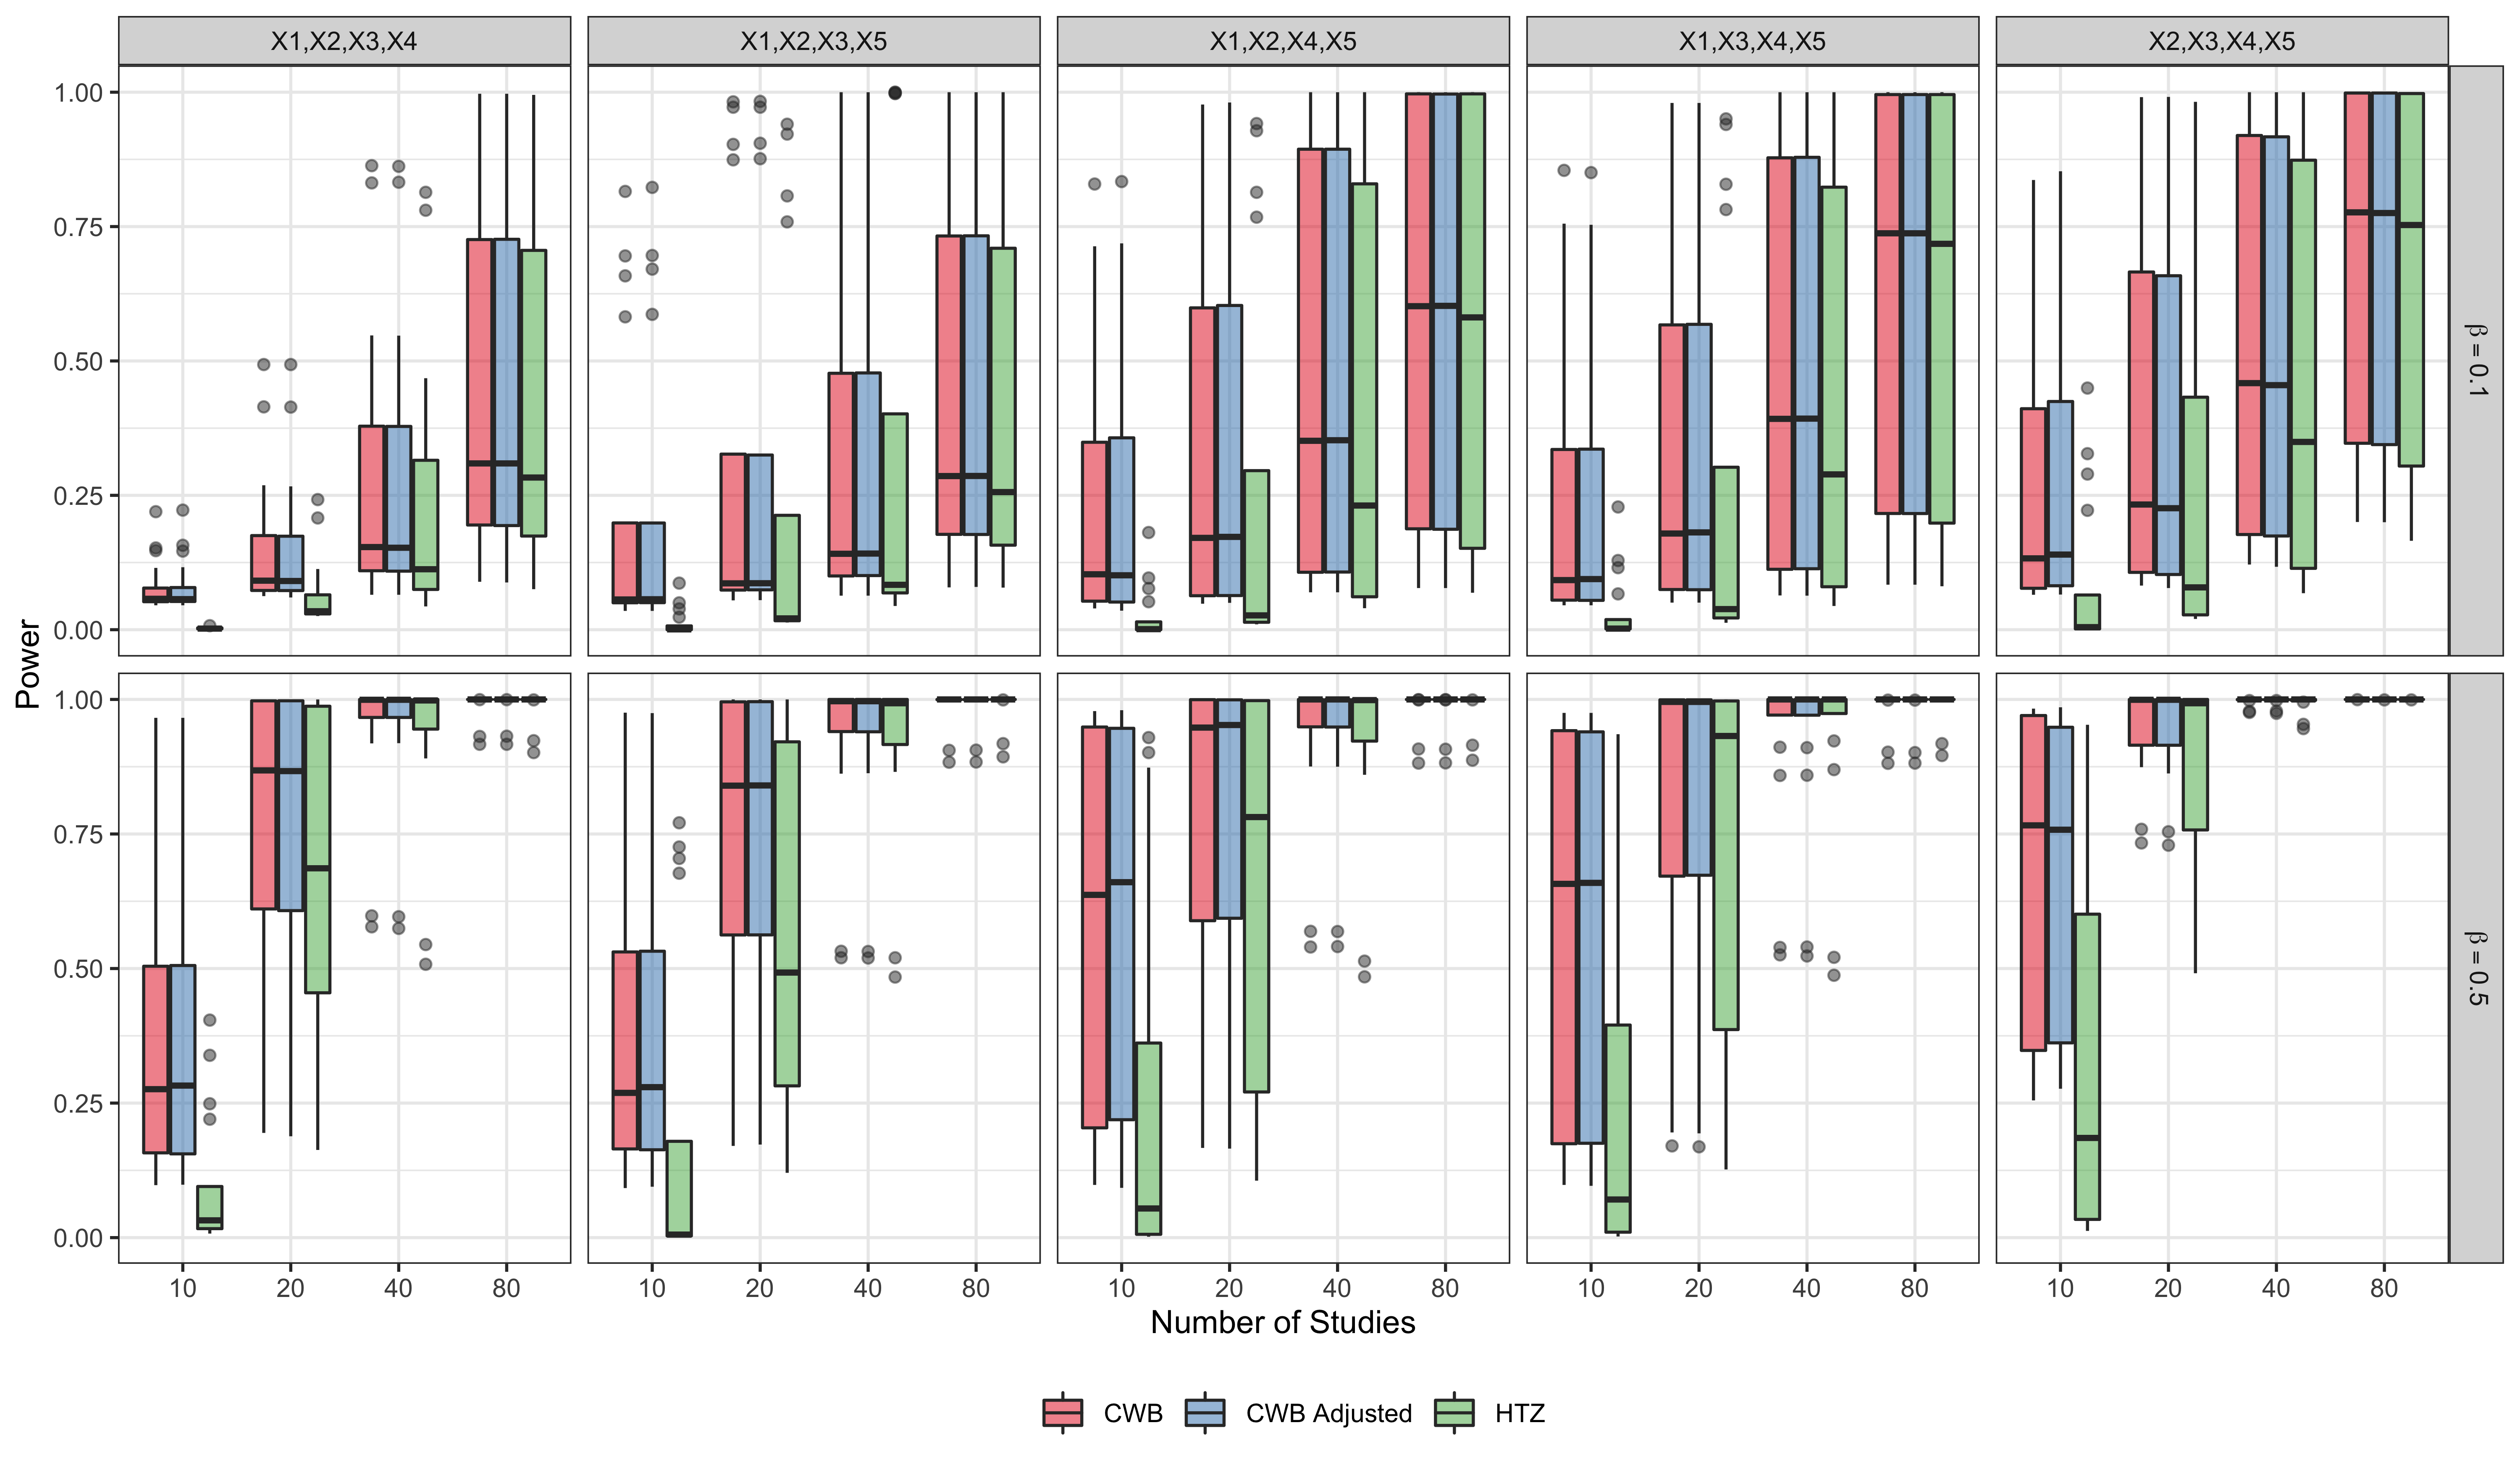 X1,X2,X3,X4 X1,X2,X3,X5 X1,X2,X4,X5 X1,X3,X4,X5 X2,X3,X4,X5
1.00
0.75
0.50
0.25
0.00
β = 0.1
Power
1.00
0.75
0.50
0.25
0.00
β = 0.5
10 20 40 80 10 20 40 80 10 20 40 80 10 20 40 80 10 20 40 80
Number of Studies
CWB CWB Adjusted HTZ